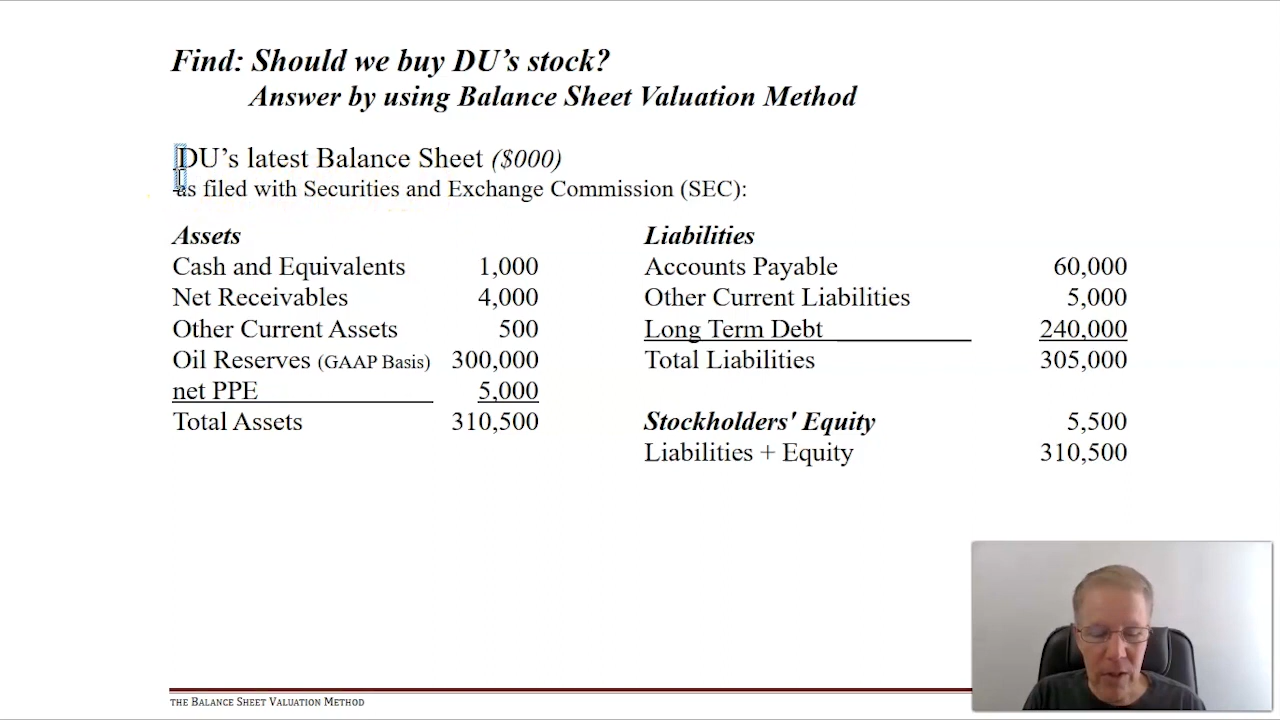 Find: Should we buy DU’s stock?
Answer by using Balance Sheet Valuation Method
DU’s latest Balance Sheet ($000)
as filed with Securities and Exchange Commission (SEC):
Assets
Cash and Equivalents 1,000
Net Receivables 4,000
Other Current Assets 500
Oil Reserves (GAAP Basis) 300,000
net PPE 5,000
Total Assets 310,500
Liabilities
Accounts Payable 60,000
Other Current Liabilities 5,000
Long Term Debt 240,000
Total Liabilities 305,000
Stockholders' Equity 5,500
Liabilities + Equity 310,500
THE BALANCE SHEET VALUATION METHOD